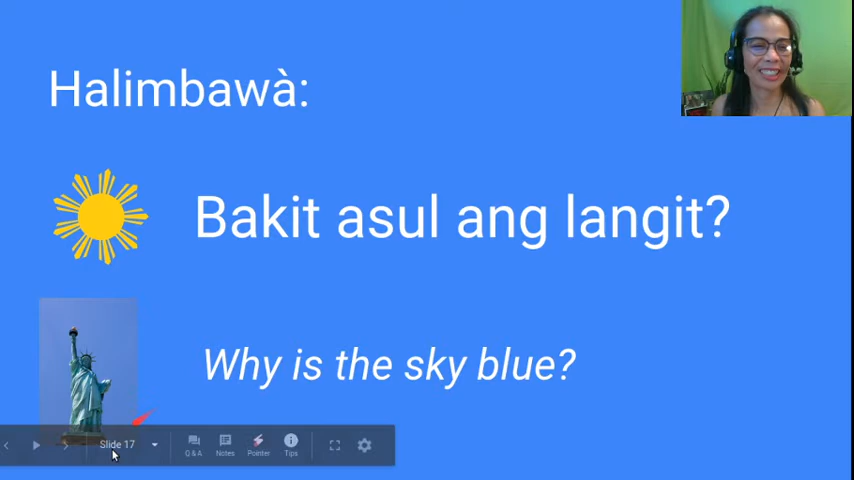 Halimbawà:
Bakit asul ang langit?
Why is the sky blue?
Slide 17
Q & A
Notes
Pointer
Tips